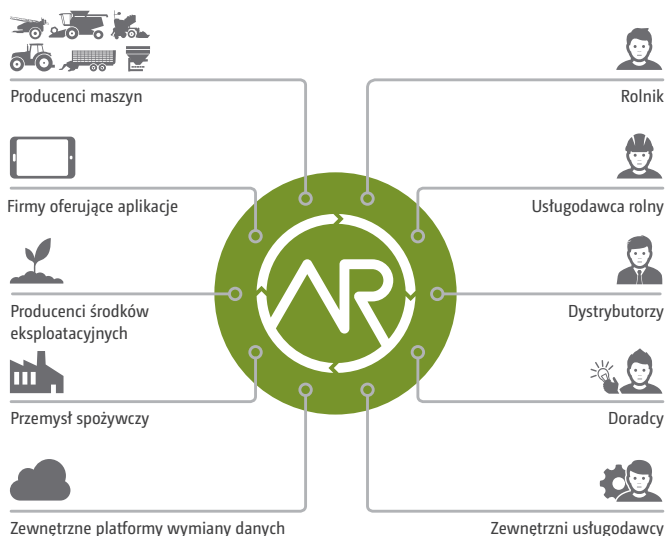 Producenci maszyn
Rolnik
Firmy oferujące aplikacje
Usługodawca rolny
AR
Producenci środków
eksploatacyjnych
Dystrybutorzy
Przemysł spożywczy
Doradcy
Zewnętrzne platformy wymiany danych
Zewnętrzni usługodawcy